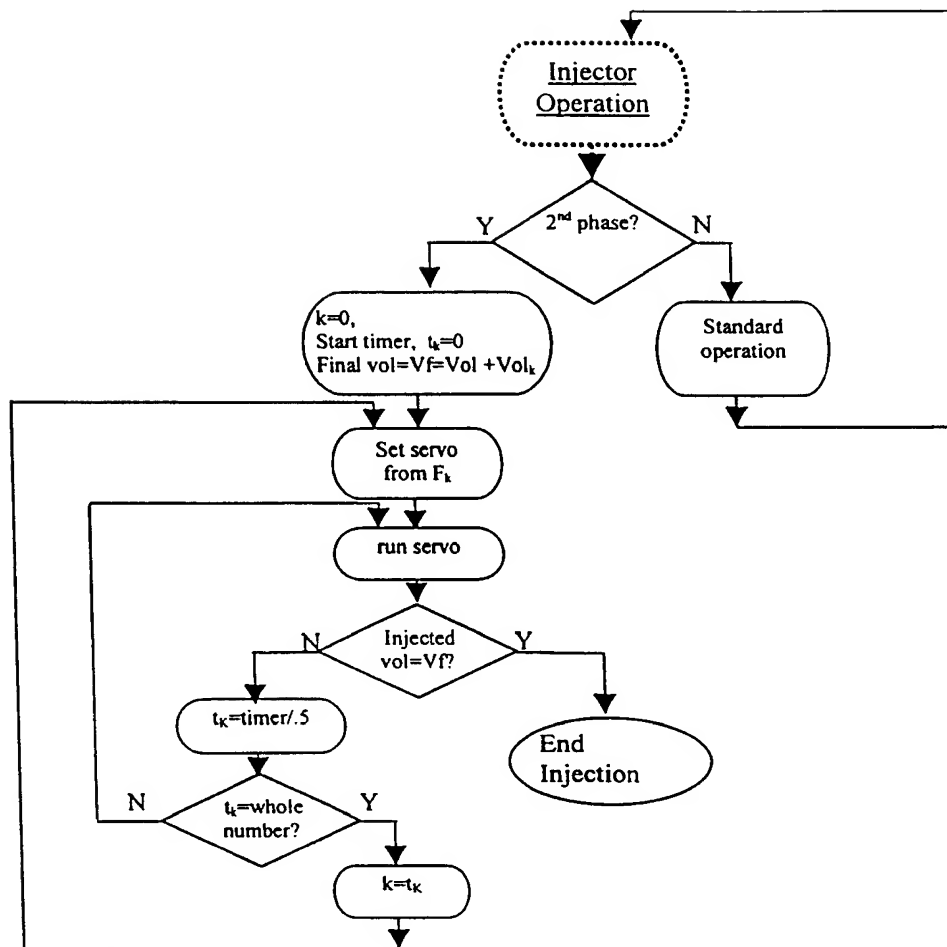 Injector
Operation
2nd phase?
Y
N
k=0,
Start timer, tk=0
Final vol=Vf=Vol +Volk
Standard
operation
Set servo
from Fk
run servo
N
Injected
vol=Vf?
Y
tK=timer/.5
End
Injection
N
tk=whole
number?
Y
k=tK